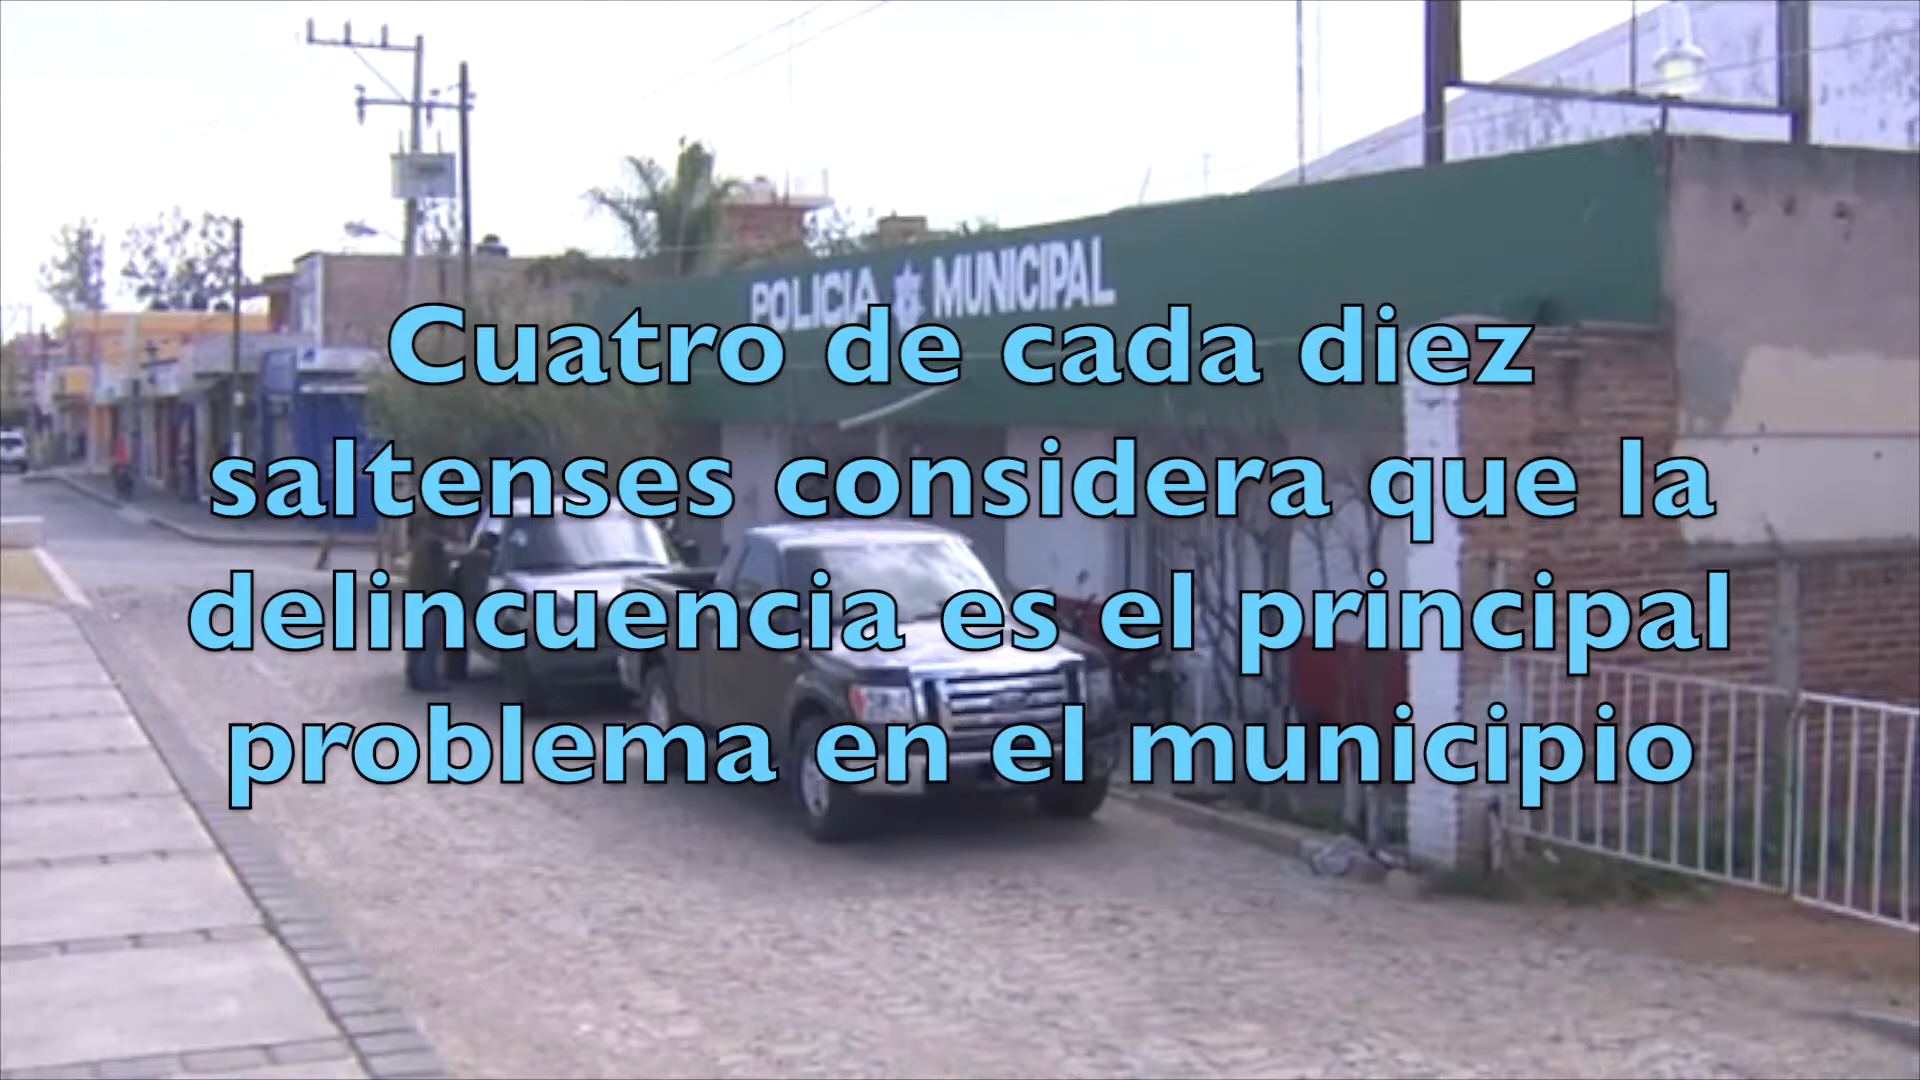 POLICIA MUNICIPAL
Cuatro de cada diez
saltenses considera que la
delincuencia es el principal
problema en el municipio